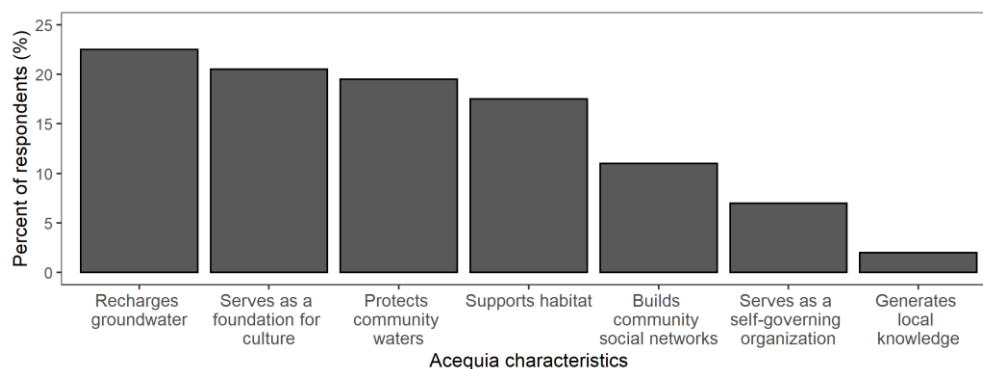 Percent of respondents (%)
25
20
15
10
5
0
Recharges
groundwater
Serves as a
foundation for
culture
Protects
community
waters
Supports habitat
Builds
community
social networks
Serves as a
self-governing
organization
Generates
local
knowledge
Acequia characteristics